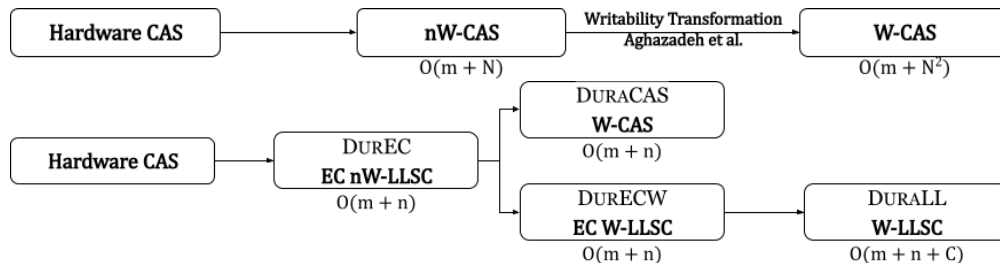 Hardware CAS
nW-CAS
O(m + N)
Writability Transformation
Aghazadeh et al.
W-CAS
O(m + N²)
Hardware CAS
DUREC
EC nW-LLSC
O(m + n)
DURACAS
W-CAS
O(m + n)
DURECW
EC W-LLSC
O(m + n)
DURALL
W-LLSC
O(m + n + C)